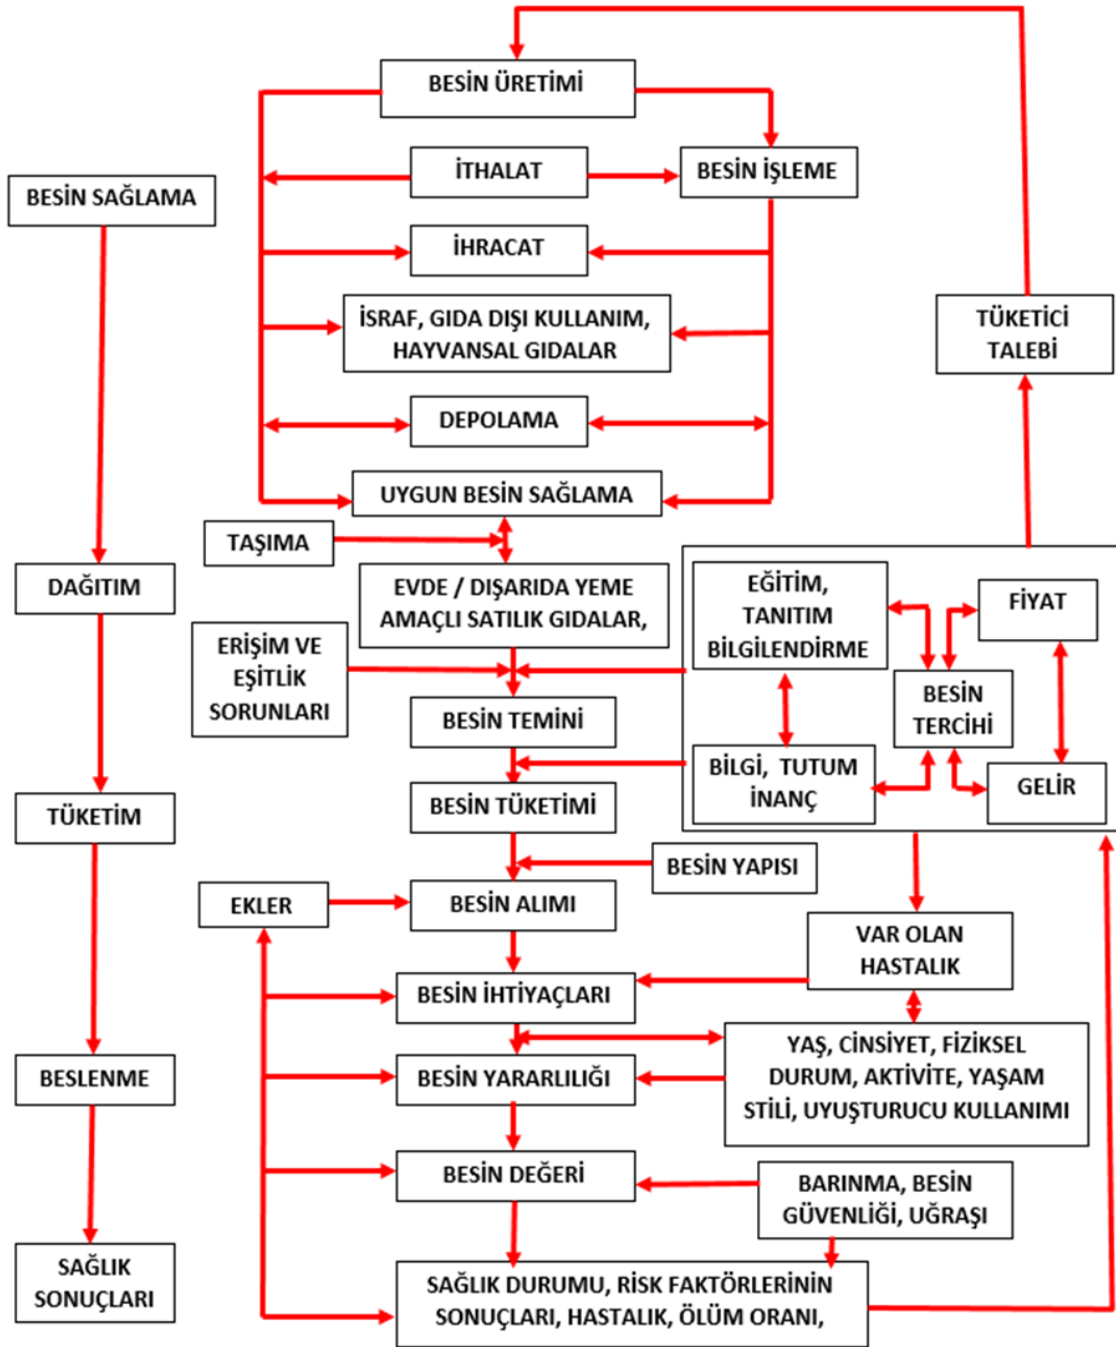 BESİN ÜRETİMİ
İTHALAT
BESİN İŞLEME
BESİN SAĞLAMA
İHRACAT
İSRAF, GIDA DIŞI KULLANIM,
HAYVANSAL GIDALAR
TÜKETİCİ
TALEBİ
DEPOLAMA
UYGUN BESİN SAĞLAMA
TAŞIMA
DAĞITIM
EVDE / DIŞARIDA YEME
AMAÇLI SATILIK GIDALAR,
EĞİTİM,
TANITIM
BİLGİLENDİRME
FİYAT
ERİŞİM VE
EŞİTLİK
SORUNLARI
BESİN TEMİNİ
BESİN
TERCİHİ
BİLGİ, TUTUM
İNANÇ
GELİR
TÜKETİM
BESİN TÜKETİMİ
BESİN YAPISI
EKLER
BESİN ALIMI
VAR OLAN
HASTALIK
BESİN İHTİYAÇLARI
BESLENME
BESİN YARARLILIĞI
YAŞ, CİNSİYET, FİZİKSEL
DURUM, AKTİVİTE, YAŞAM
STİLİ, UYUŞTURUCU KULLANIMI
BESİN DEĞERİ
BARINMA, BESİN
GÜVENLİĞİ, UĞRAŞI
SAĞLIK
SONUÇLARI
SAĞLIK DURUMU, RİSK FAKTÖRLERİNİN
SONUÇLARI, HASTALIK, ÖLÜM ORANI,